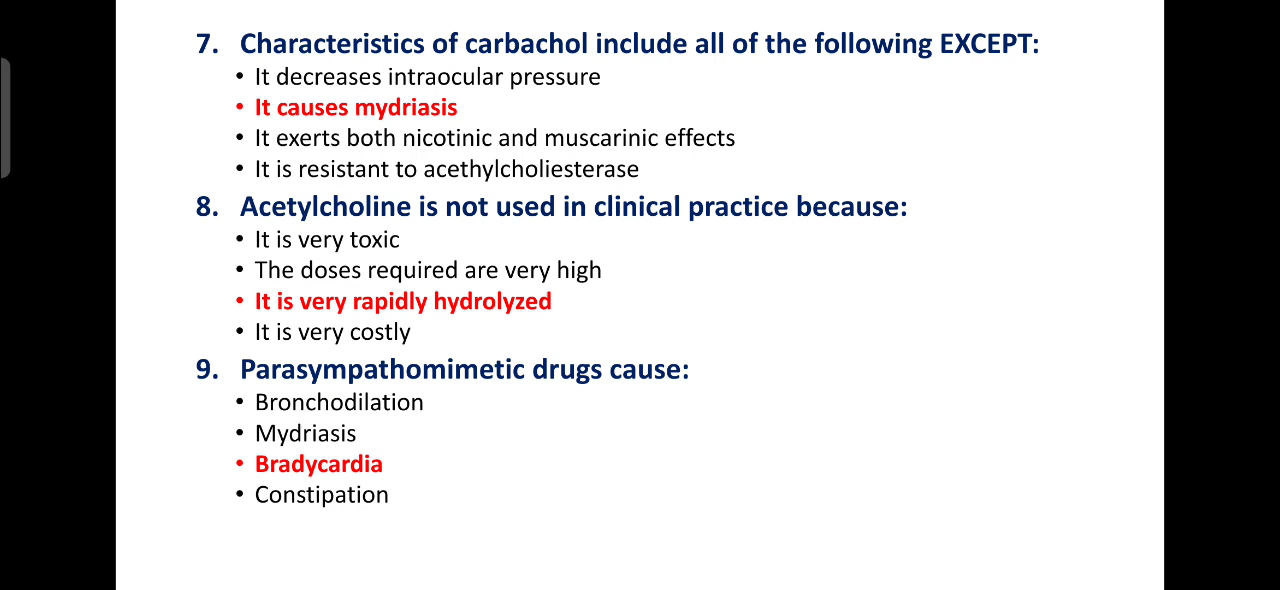 7. Characteristics of carbachol include all of the following EXCEPT:
• It decreases intraocular pressure
• It causes mydriasis
• It exerts both nicotinic and muscarinic effects
• It is resistant to acethylcholiesterase
8. Acetylcholine is not used in clinical practice because:
• It is very toxic
• The doses required are very high
• It is very rapidly hydrolyzed
• It is very costly
9. Parasympathomimetic drugs cause:
• Bronchodilation
• Mydriasis
• Bradycardia
• Constipation